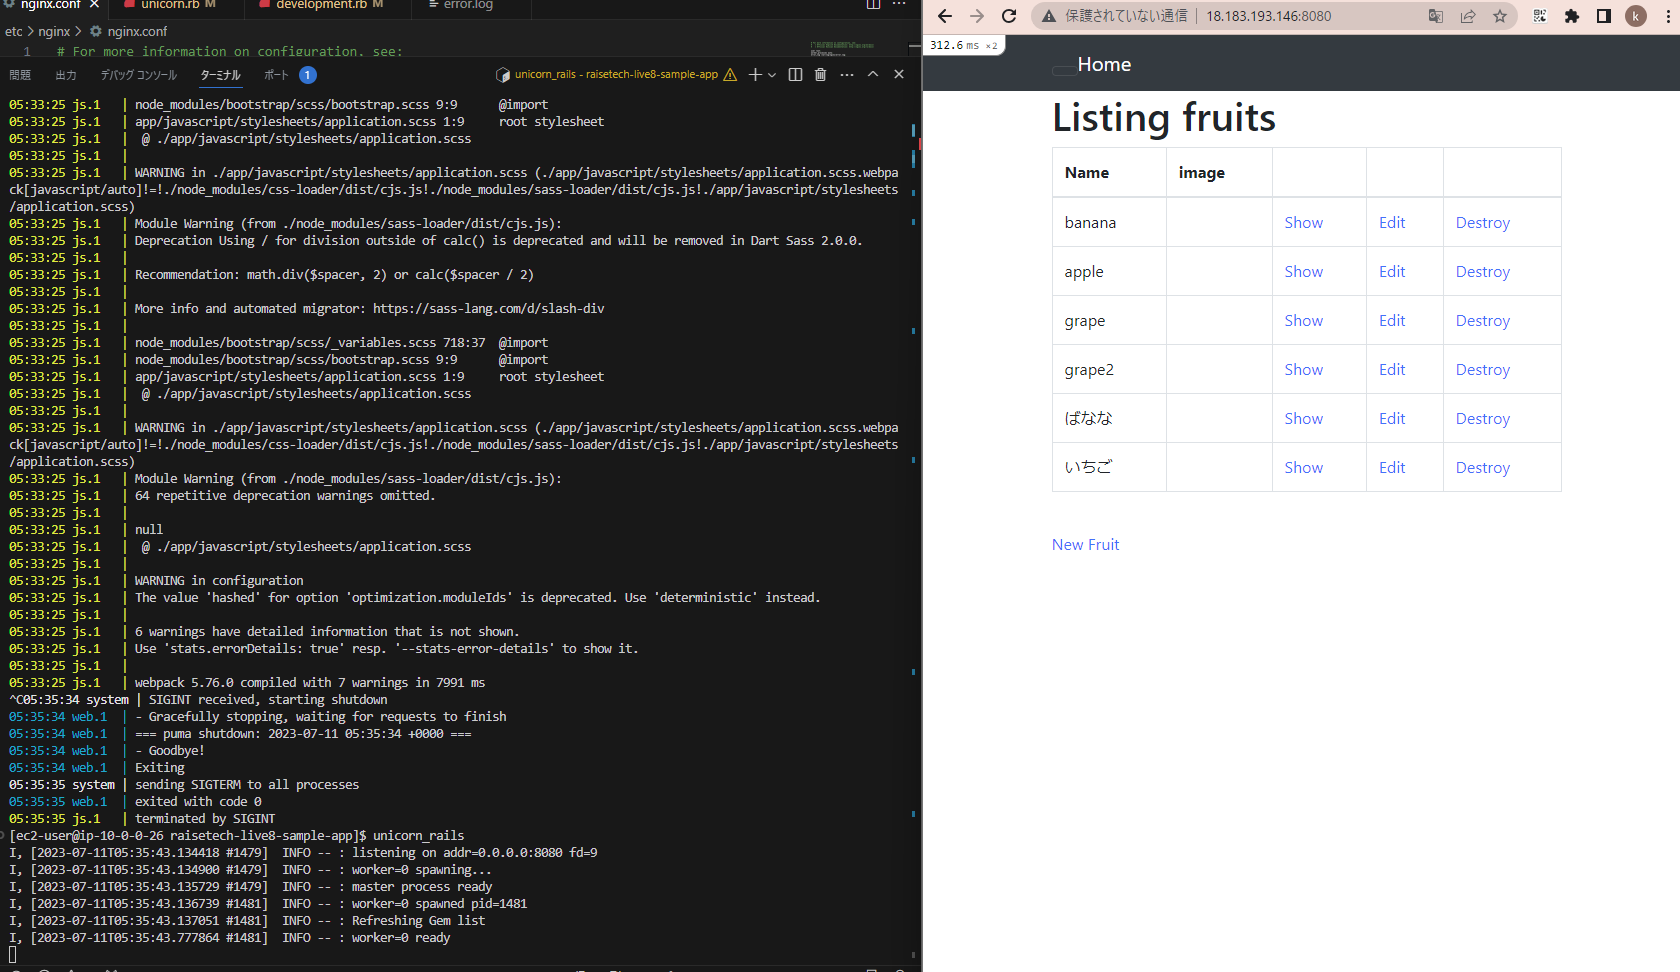 nginx.conf
unicorn.rb M
development.rb M
error.log
etc > nginx > nginx.conf
1 # For more information on configuration, see:
問題 出力 デバッグ コンソール ターミナル ポート 1
unicorn_rails - raisetech-live8-sample-app
05:33:25 js.1 | node_modules/bootstrap/scss/bootstrap.scss 9:9 @import
05:33:25 js.1 | app/javascript/stylesheets/application.scss 1:9 root stylesheet
05:33:25 js.1 | @ ./app/javascript/stylesheets/application.scss
05:33:25 js.1 |
05:33:25 js.1 | WARNING in ./app/javascript/stylesheets/application.scss (./app/javascript/stylesheets/application.scss.webpa
ck[javascript/auto]!=!./node_modules/css-loader/dist/cjs.js!./node_modules/sass-loader/dist/cjs.js!./app/javascript/stylesheets
/application.scss)
05:33:25 js.1 | Module Warning (from ./node_modules/sass-loader/dist/cjs.js):
05:33:25 js.1 | Deprecation Using / for division outside of calc() is deprecated and will be removed in Dart Sass 2.0.0.
05:33:25 js.1 |
05:33:25 js.1 | Recommendation: math.div($spacer, 2) or calc($spacer / 2)
05:33:25 js.1 |
05:33:25 js.1 | More info and automated migrator: https://sass-lang.com/d/slash-div
05:33:25 js.1 |
05:33:25 js.1 | node_modules/bootstrap/scss/_variables.scss 718:37 @import
05:33:25 js.1 | node_modules/bootstrap/scss/bootstrap.scss 9:9 @import
05:33:25 js.1 | app/javascript/stylesheets/application.scss 1:9 root stylesheet
05:33:25 js.1 | @ ./app/javascript/stylesheets/application.scss
05:33:25 js.1 |
05:33:25 js.1 | WARNING in ./app/javascript/stylesheets/application.scss (./app/javascript/stylesheets/application.scss.webpa
ck[javascript/auto]!=!./node_modules/css-loader/dist/cjs.js!./node_modules/sass-loader/dist/cjs.js!./app/javascript/stylesheets
/application.scss)
05:33:25 js.1 | Module Warning (from ./node_modules/sass-loader/dist/cjs.js):
05:33:25 js.1 | 64 repetitive deprecation warnings omitted.
05:33:25 js.1 |
05:33:25 js.1 | null
05:33:25 js.1 | @ ./app/javascript/stylesheets/application.scss
05:33:25 js.1 |
05:33:25 js.1 | WARNING in configuration
05:33:25 js.1 | The value 'hashed' for option 'optimization.moduleIds' is deprecated. Use 'deterministic' instead.
05:33:25 js.1 |
05:33:25 js.1 | 6 warnings have detailed information that is not shown.
05:33:25 js.1 | Use 'stats.errorDetails: true' resp. '--stats-error-details' to show it.
05:33:25 js.1 |
05:33:25 js.1 | webpack 5.76.0 compiled with 7 warnings in 7991 ms
^C05:35:34 system | SIGINT received, starting shutdown
05:35:34 web.1 | - Gracefully stopping, waiting for requests to finish
05:35:34 web.1 | === puma shutdown: 2023-07-11 05:35:34 +0000 ===
05:35:34 web.1 | - Goodbye!
05:35:34 web.1 | Exiting
05:35:35 system | sending SIGTERM to all processes
05:35:35 web.1 | exited with code 0
05:35:35 js.1 | terminated by SIGINT
[ec2-user@ip-10-0-0-26 raisetech-live8-sample-app]$ unicorn_rails
I, [2023-07-11T05:35:43.134418 #1479] INFO -- : listening on addr=0.0.0.0:8080 fd=9
I, [2023-07-11T05:35:43.134900 #1479] INFO -- : worker=0 spawning...
I, [2023-07-11T05:35:43.135729 #1479] INFO -- : master process ready
I, [2023-07-11T05:35:43.136739 #1481] INFO -- : worker=0 spawned pid=1481
I, [2023-07-11T05:35:43.137051 #1481] INFO -- : Refreshing Gem list
I, [2023-07-11T05:35:43.777864 #1481] INFO -- : worker=0 ready
保護されていない通信 | 18.183.193.146:8080
k
312.6 ms ×2
Home
Listing fruits
Name image
banana Show Edit Destroy
apple Show Edit Destroy
grape Show Edit Destroy
grape2 Show Edit Destroy
ばなな Show Edit Destroy
いちご Show Edit Destroy
New Fruit